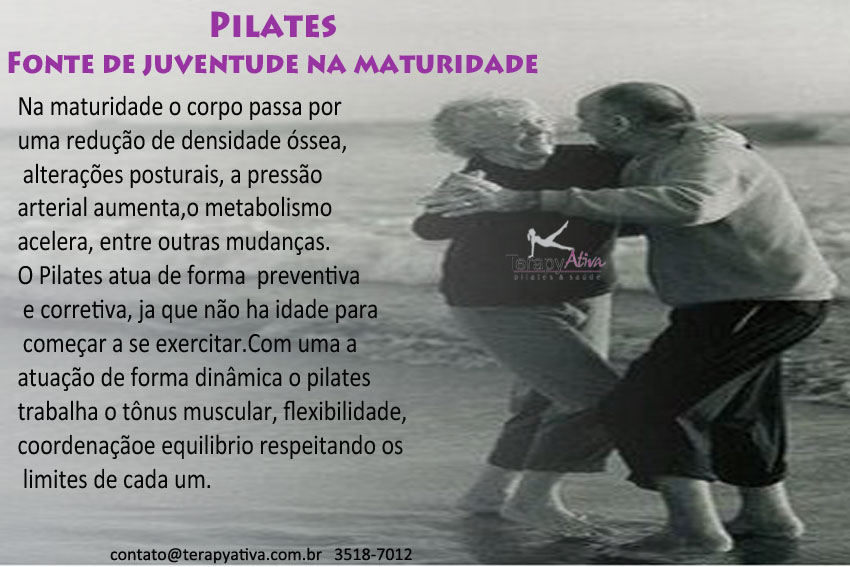 PILATES
FONTE DE JUVENTUDE NA MATURIDADE
Na maturidade o corpo passa por
uma redução de densidade óssea,
alterações posturais, a pressão
arterial aumenta,o metabolismo
acelera, entre outras mudanças.
O Pilates atua de forma preventiva
e corretiva, ja que não ha idade para
começar a se exercitar.Com uma a
atuação de forma dinâmica o pilates
trabalha o tônus muscular, flexibilidade,
coordenaçãoe equilibrio respeitando os
limites de cada um.
TerapyAtiva
pilates & saúde
contato@terapyativa.com.br 3518-7012